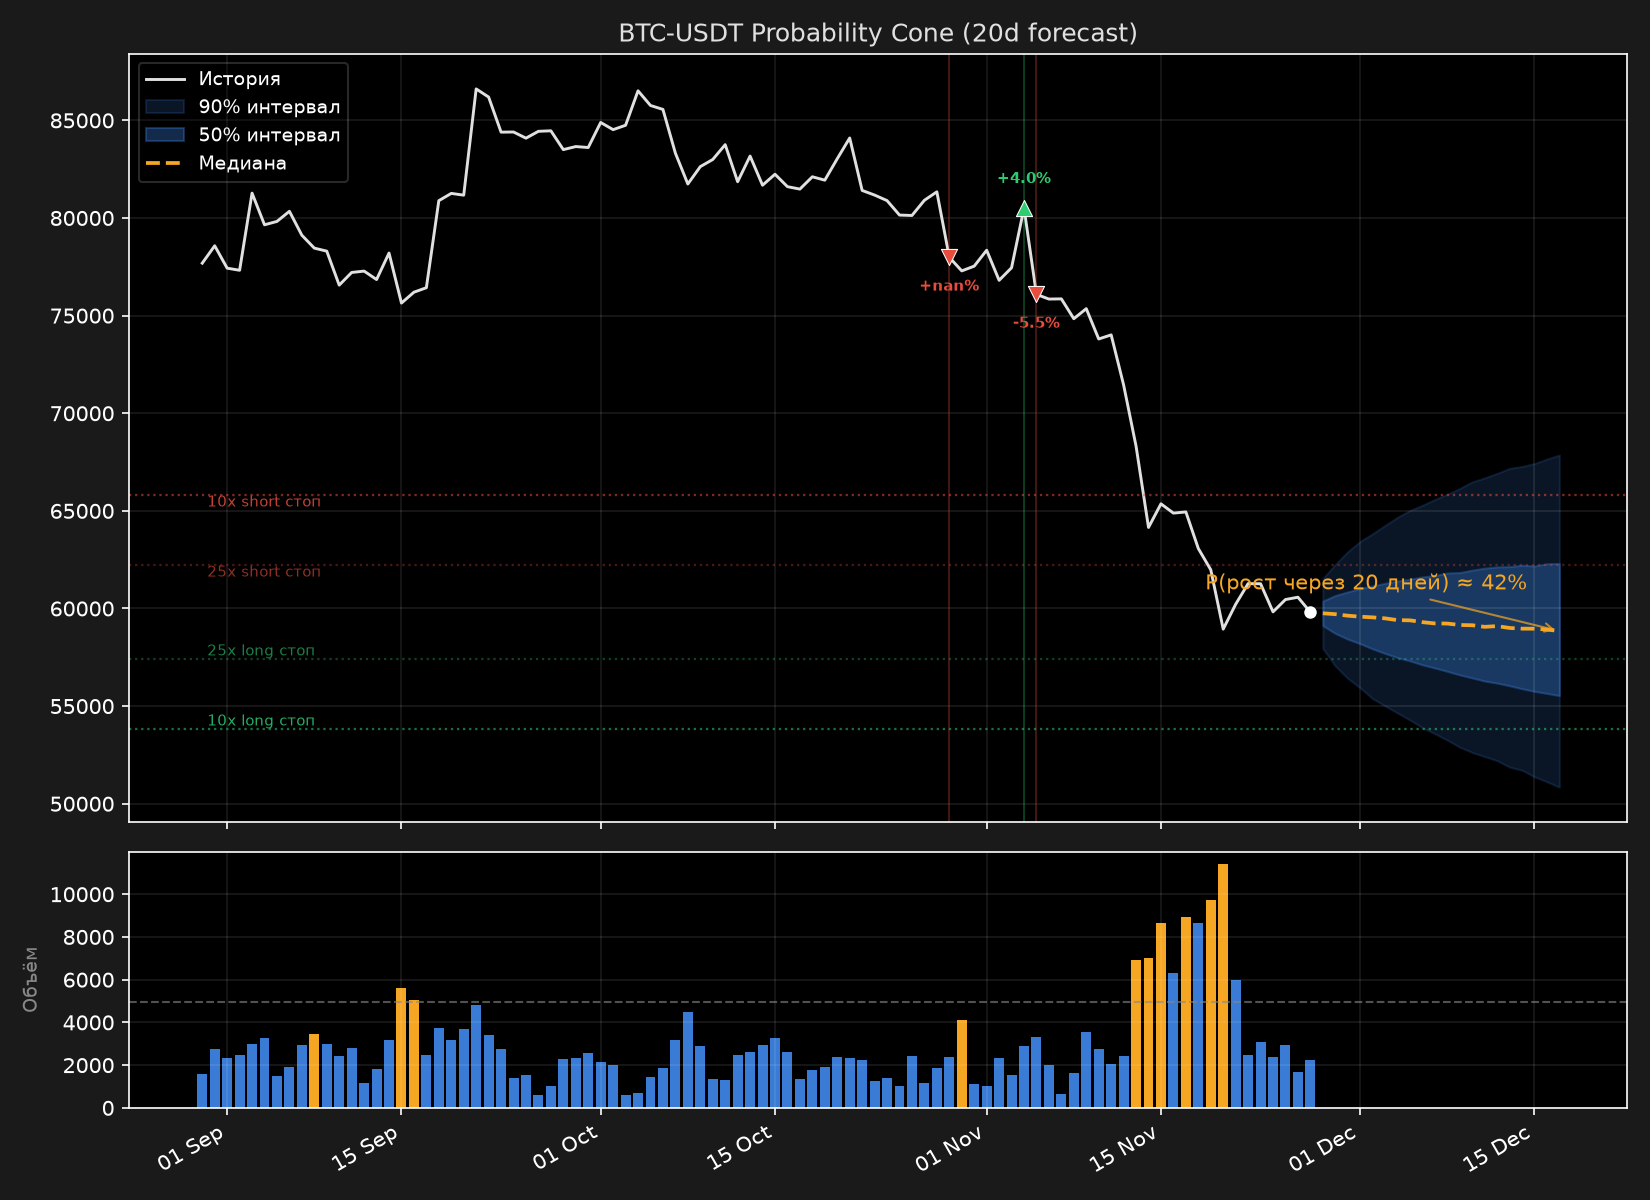 BTC-USDT Probability Cone (20d forecast)
История
90% интервал
50% интервал
Медиана
85000
80000
75000
70000
65000
60000
55000
50000
+4.0%
+nan%
-5.5%
10x short стоп
25x short стоп
P(рост через 20 дней) ≈ 42%
25x long стоп
10x long стоп
Объём
10000
8000
6000
4000
2000
0
01 Sep
15 Sep
01 Oct
15 Oct
01 Nov
15 Nov
01 Dec
15 Dec